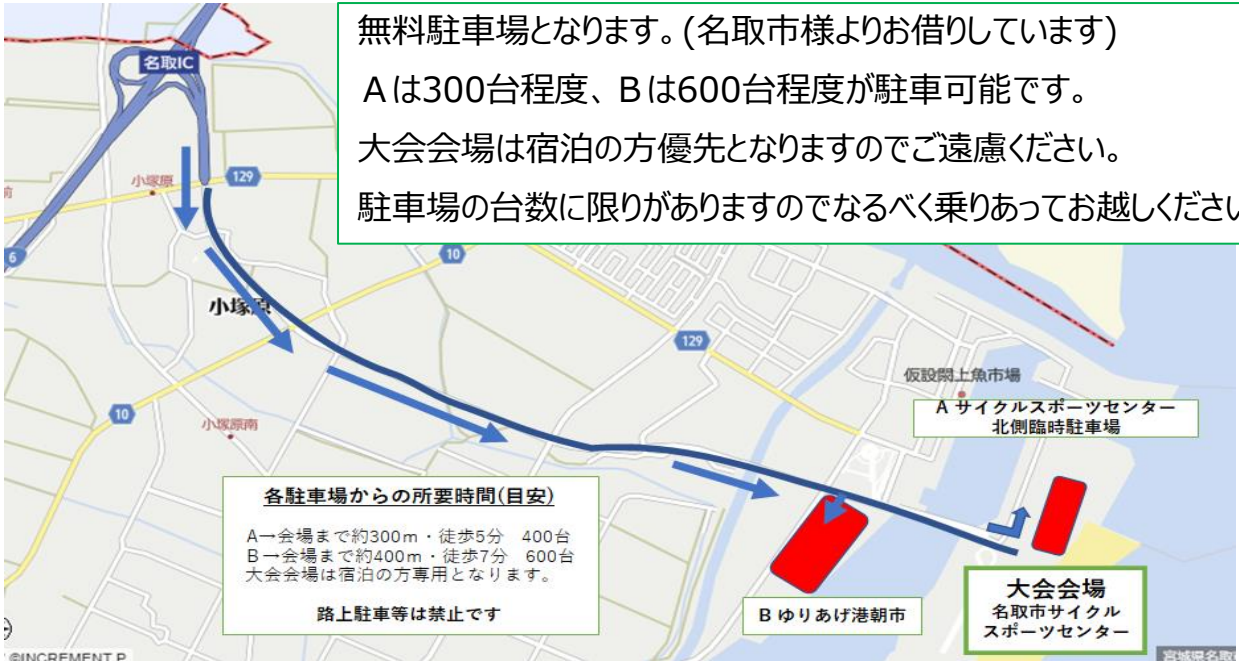 無料駐車場となります。(名取市様よりお借りしています)
Aは300台程度、Bは600台程度が駐車可能です。
大会会場は宿泊の方優先となりますのでご遠慮ください。
駐車場の台数に限りがありますのでなるべく乗りあってお越しくださ
名取IC
小塚原
129
前
6
10
小塚原
129
仮設閖上魚市場
A サイクルスポーツセンター
北側臨時駐車場
10
小塚原南
各駐車場からの所要時間(目安)
A→会場まで約300m・徒歩5分 400台
B→会場まで約400m・徒歩7分 600台
大会会場は宿泊の方専用となります。
路上駐車等は禁止です
B ゆりあげ港朝市
大会会場
名取市サイクル
スポーツセンター
©INCREMENT P
宮城県名取